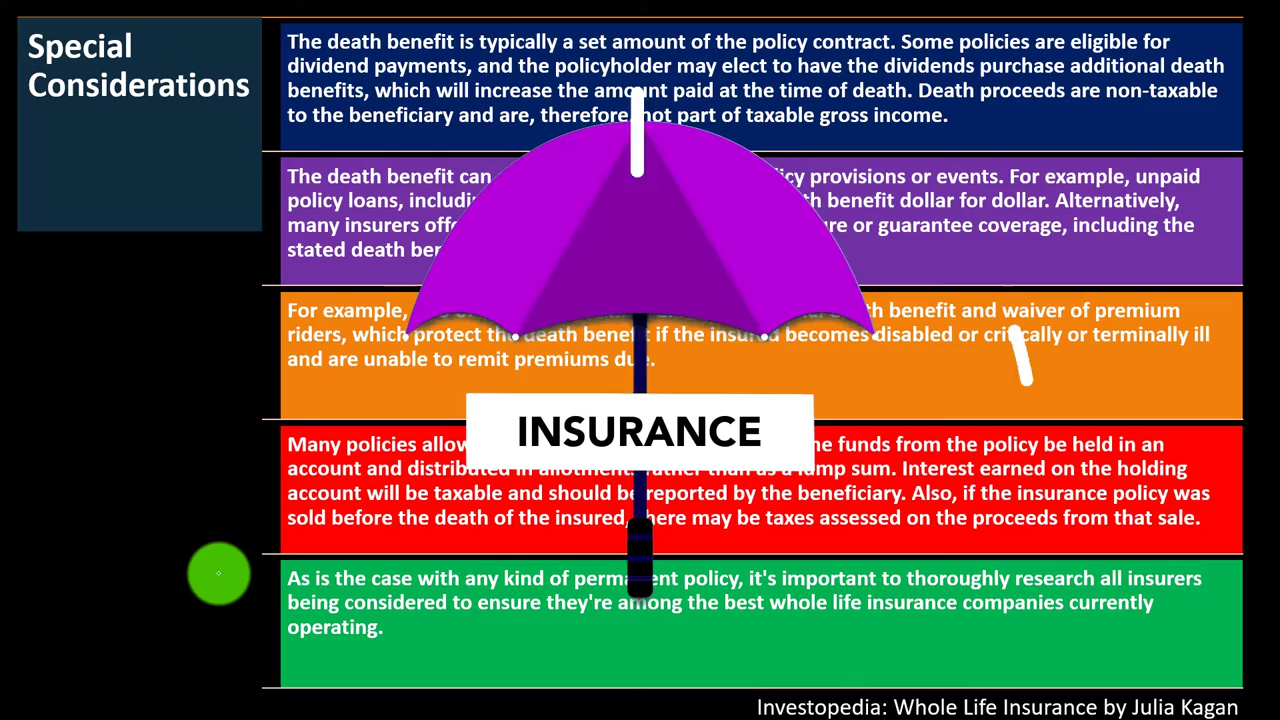 Special
Considerations
The death benefit is typically a set amount of the policy contract. Some policies are eligible for
dividend payments, and the policyholder may elect to have the dividends purchase additional death
benefits, which will increase the amount paid at the time of death. Death proceeds are non-taxable
to the beneficiary and are, therefore, not part of taxable gross income.
The death benefit can policy provisions or events. For example, unpaid
policy loans, including death benefit dollar for dollar. Alternatively,
many insurers offer or guarantee coverage, including the
stated death
For example, death benefit and waiver of premium
riders, which protect the death benefit if the insured becomes disabled or critically or terminally ill
and are unable to remit premiums due.
INSURANCE
Many policies allow the funds from the policy be held in an
account and distributed in allotments rather than as a lump sum. Interest earned on the holding
account will be taxable and should be reported by the beneficiary. Also, if the insurance policy was
sold before the death of the insured, there may be taxes assessed on the proceeds from that sale.
As is the case with any kind of permanent policy, it's important to thoroughly research all insurers
being considered to ensure they're among the best whole life insurance companies currently
operating.
Investopedia: Whole Life Insurance by Julia Kagan